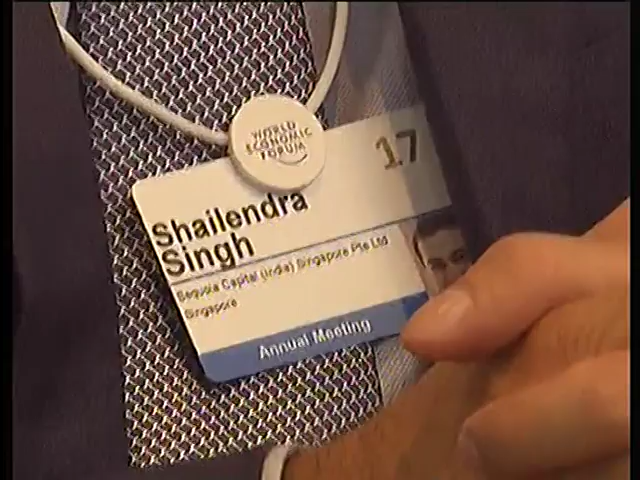 WORLD
ECONOMIC
FORUM
17
Shailendra
Singh
Sequoia Capital (India) Singapore Pte Ltd
Singapore
Annual Meeting